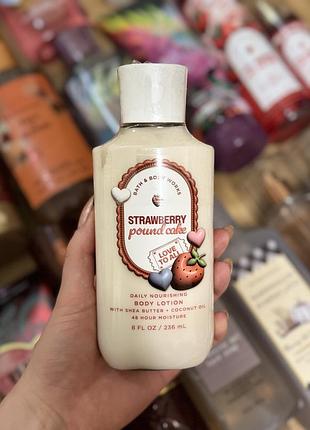 BATH & BODY WORKS
STRAWBERRY
pound cake
LOVE
TO ALL
DAILY NOURISHING
BODY LOTION
WITH SHEA BUTTER + COCONUT OIL
48 HOUR MOISTURE
8 FL OZ / 236 mL